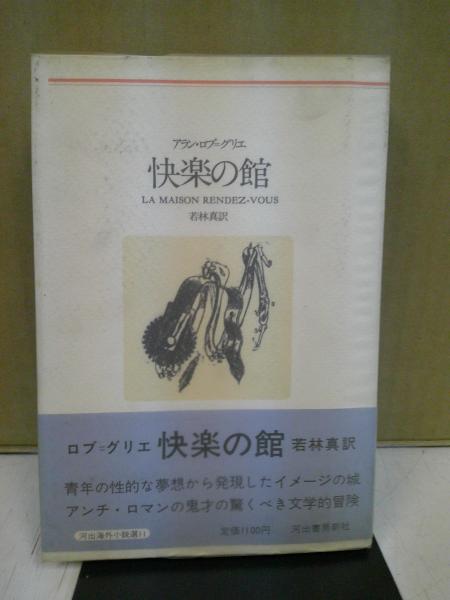 アラン・ロブ=グリエ
快楽の館
LA MAISON RENDEZ-VOUS
若林真訳
ロブ=グリエ 快楽の館 若林真訳
青年の性的な夢想から発現したイメージの城
アンチ・ロマンの鬼才の驚くべき文学的冒険
河出海外小説選11 定価1100円 河出書房新社